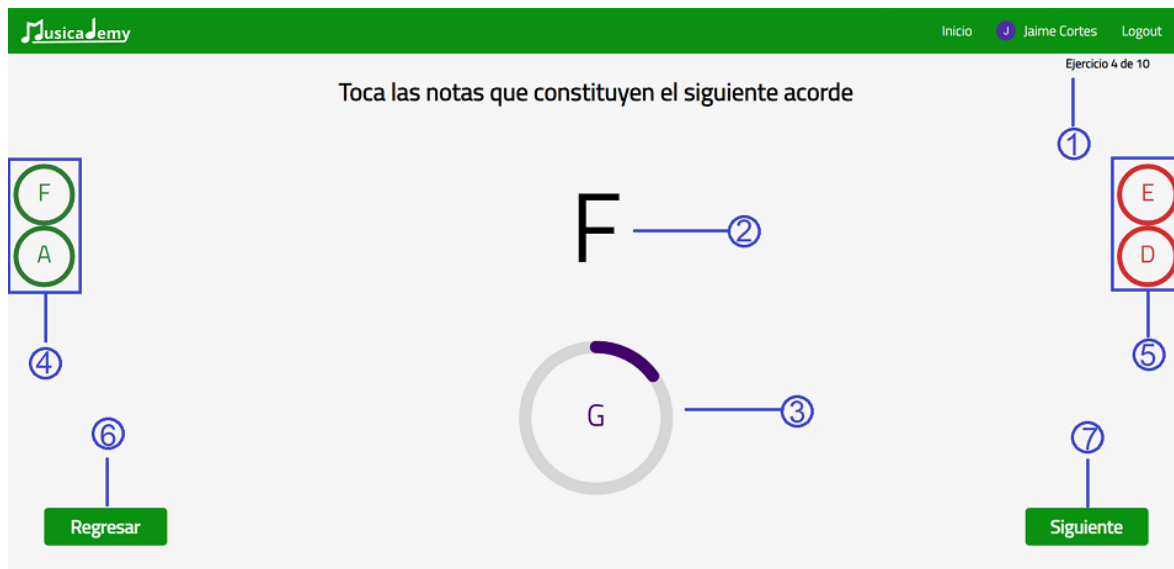 Musicademy
Inicio
J
Jaime Cortes
Logout
Ejercicio 4 de 10
Toca las notas que constituyen el siguiente acorde
1
F
A
F
2
E
D
4
5
G
3
6
7
Regresar
Siguiente